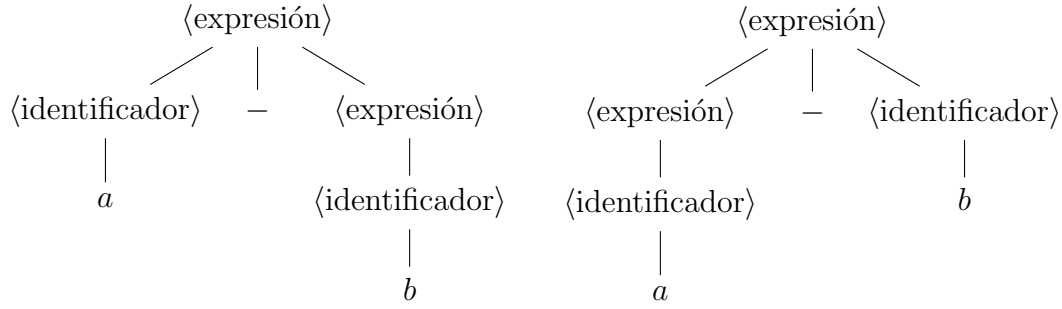 ⟨expresión⟩ ⟨expresión⟩
⟨identificador⟩ − ⟨expresión⟩ ⟨expresión⟩ − ⟨identificador⟩
a ⟨identificador⟩ ⟨identificador⟩ b
b a